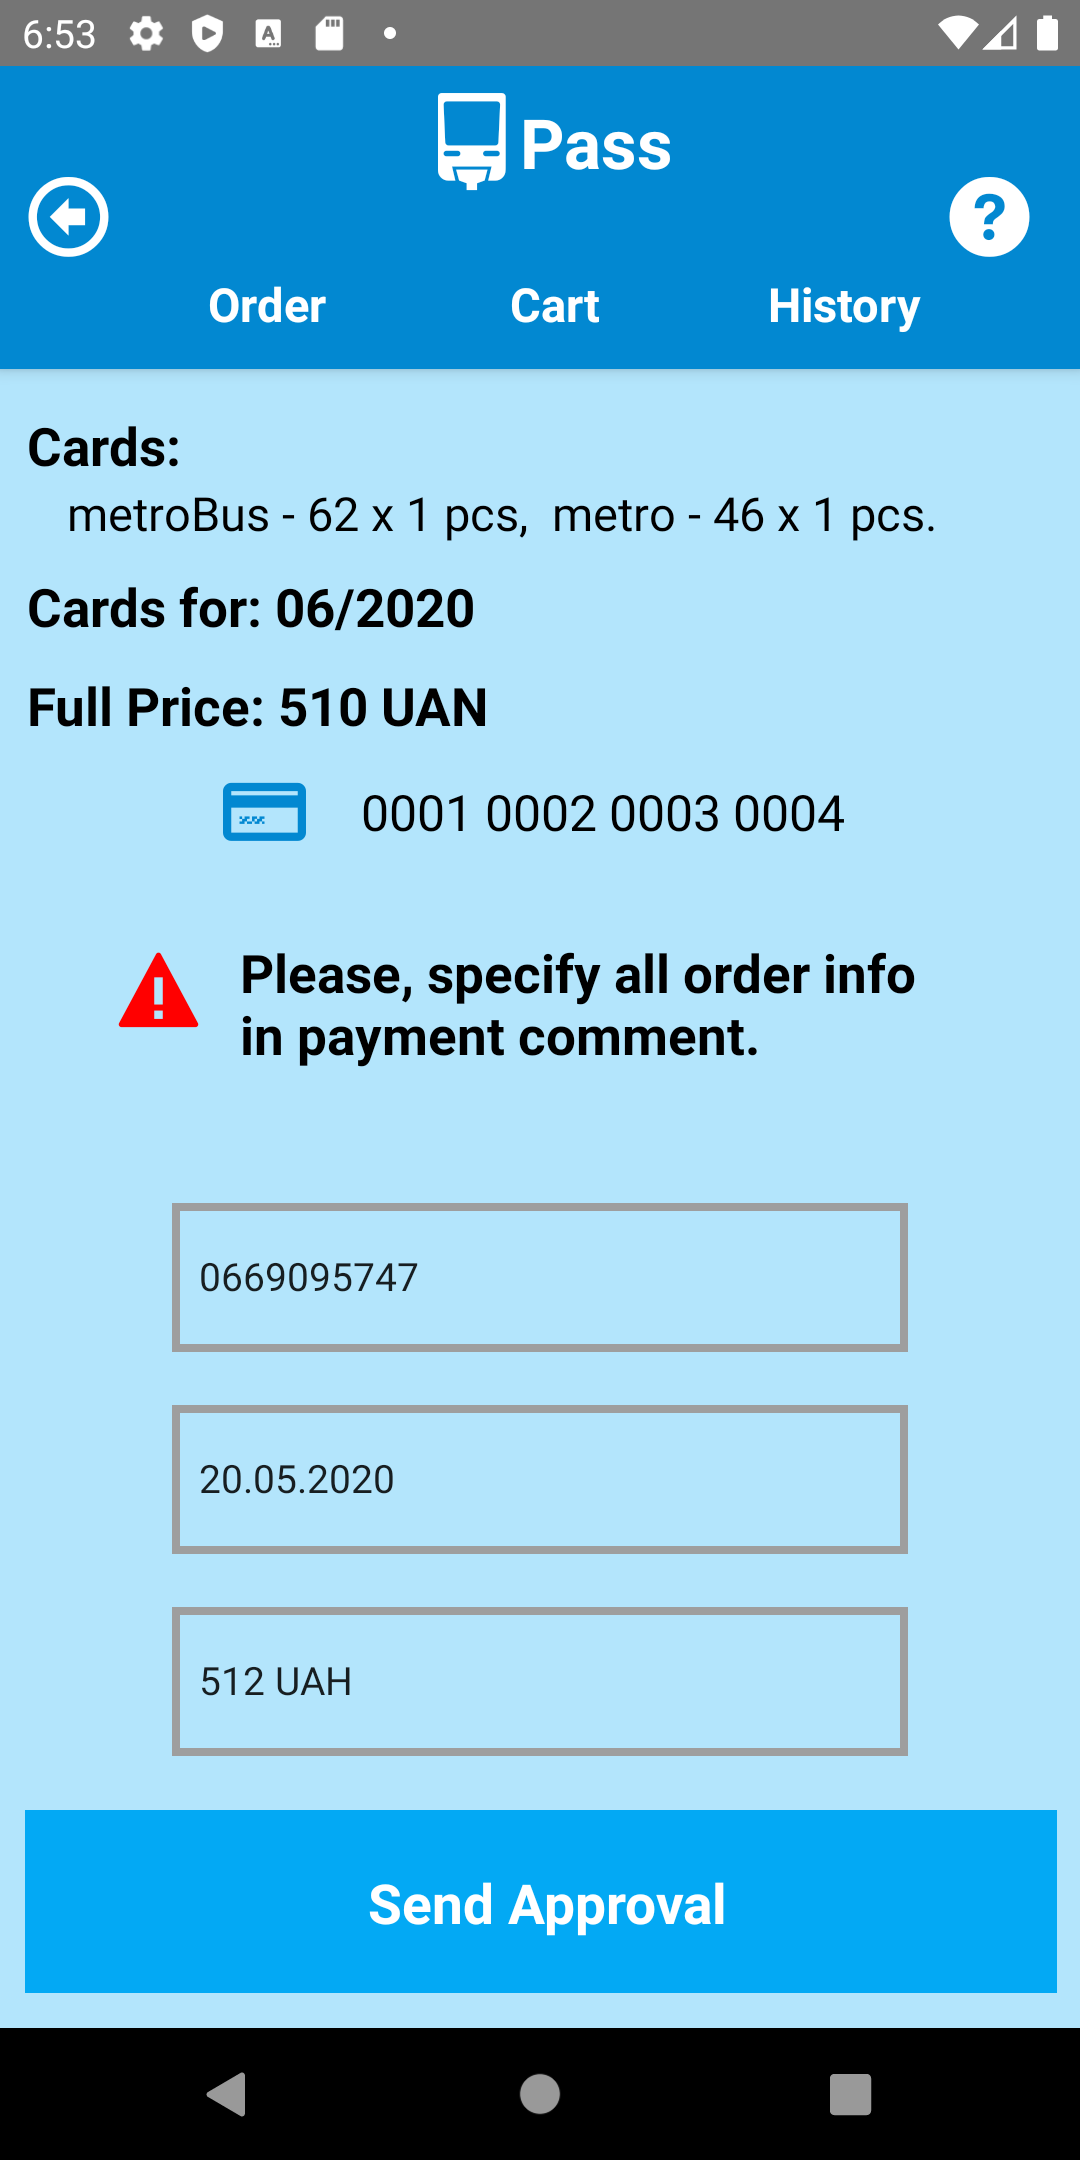 6:53
Pass
Order Cart History
Cards:
metroBus - 62 x 1 pcs, metro - 46 x 1 pcs.
Cards for: 06/2020
Full Price: 510 UAN
0001 0002 0003 0004
Please, specify all order info
in payment comment.
0669095747
20.05.2020
512 UAH
Send Approval